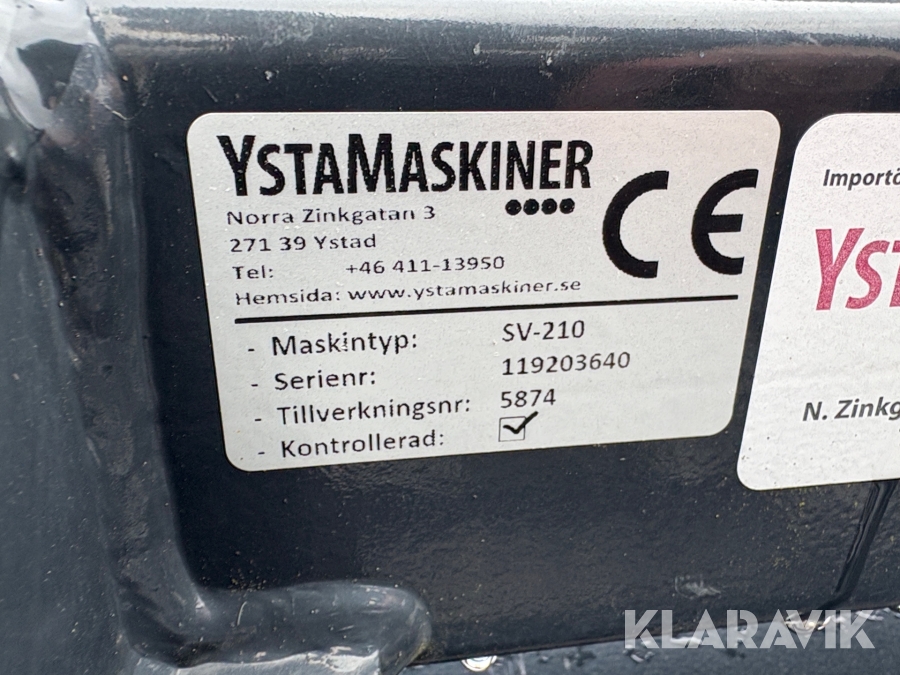 YSTAMASKINER
Norra Zinkgatan 3
271 39 Ystad
Tel: +46 411-13950
Hemsida: www.ystamaskiner.se
CE
- Maskintyp: SV-210
- Serienr: 119203640
- Tillverkningsnr: 5874
- Kontrollerad:
Importö
YST
N. Zinkg
KLARAVIK